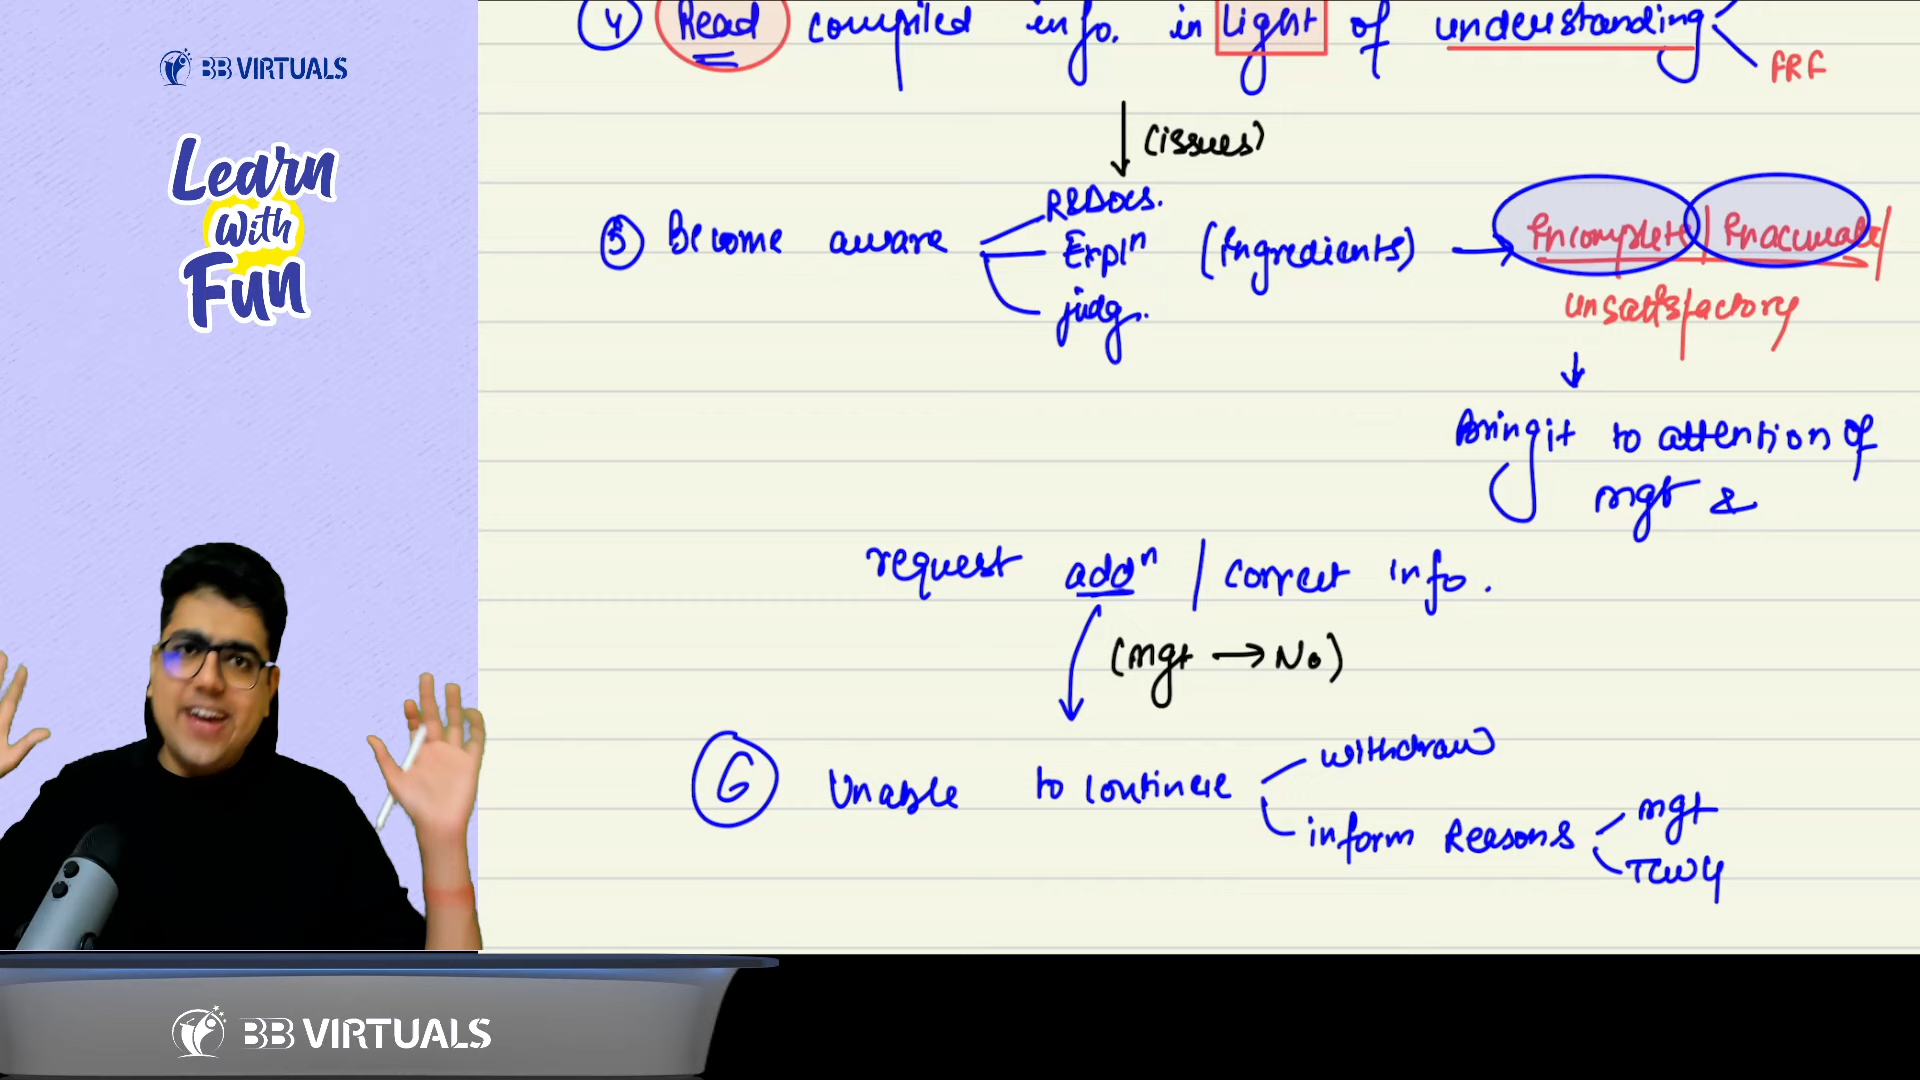 BB VIRTUALS
Learn
With
Fun
4 Read compiled info. in light of understanding
FRF
(issues)
5 Become aware
R&Docs.
Expln
judg.
(Ingredients) → Incomplete / Inaccurate /
unsatisfactory
Bring it to attention of
mgt &
request addn / correct info.
(mgt → No)
6 Unable to continue
withdraw
inform Reasons
mgt
TCWG
BB VIRTUALS